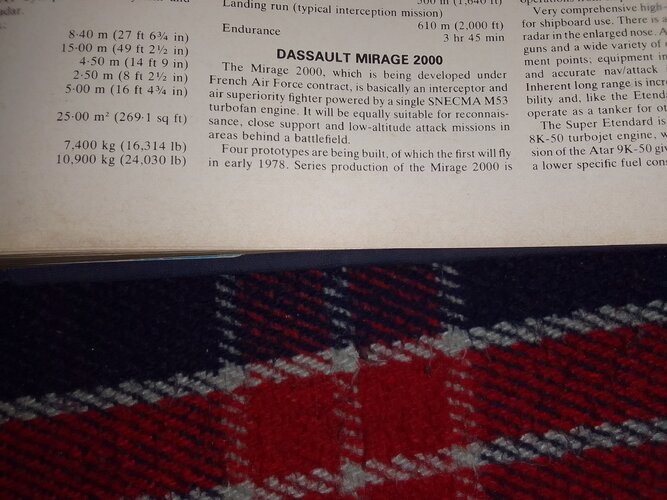 8·40 m (27 ft 6¾ in)
15·00 m (49 ft 2½ in)
4·50 m (14 ft 9 in)
2·50 m (8 ft 2½ in)
5·00 m (16 ft 4¾ in)
25·00 m² (269·1 sq ft)
7,400 kg (16,314 lb)
10,900 kg (24,030 lb)
Landing run (typical interception mission)
610 m (2,000 ft)
Endurance
3 hr 45 min
DASSAULT MIRAGE 2000
The Mirage 2000, which is being developed under
French Air Force contract, is basically an interceptor and
air superiority fighter powered by a single SNECMA M53
turbofan engine. It will be equally suitable for reconnais-
sance, close support and low-altitude attack missions in
areas behind a battlefield.
Four prototypes are being built, of which the first will fly
in early 1978. Series production of the Mirage 2000 is
Very comprehensive high-
for shipboard use. There is a
radar in the enlarged nose. A
guns and a wide variety of
ment points; equipment in
and accurate nav/attack
Inherent long range is incre
bility and, like the Etenda
operate as a tanker for ot
The Super Etendard is
8K-50 turbojet engine, w
sion of the Atar 9K-50 giv
a lower specific fuel cons